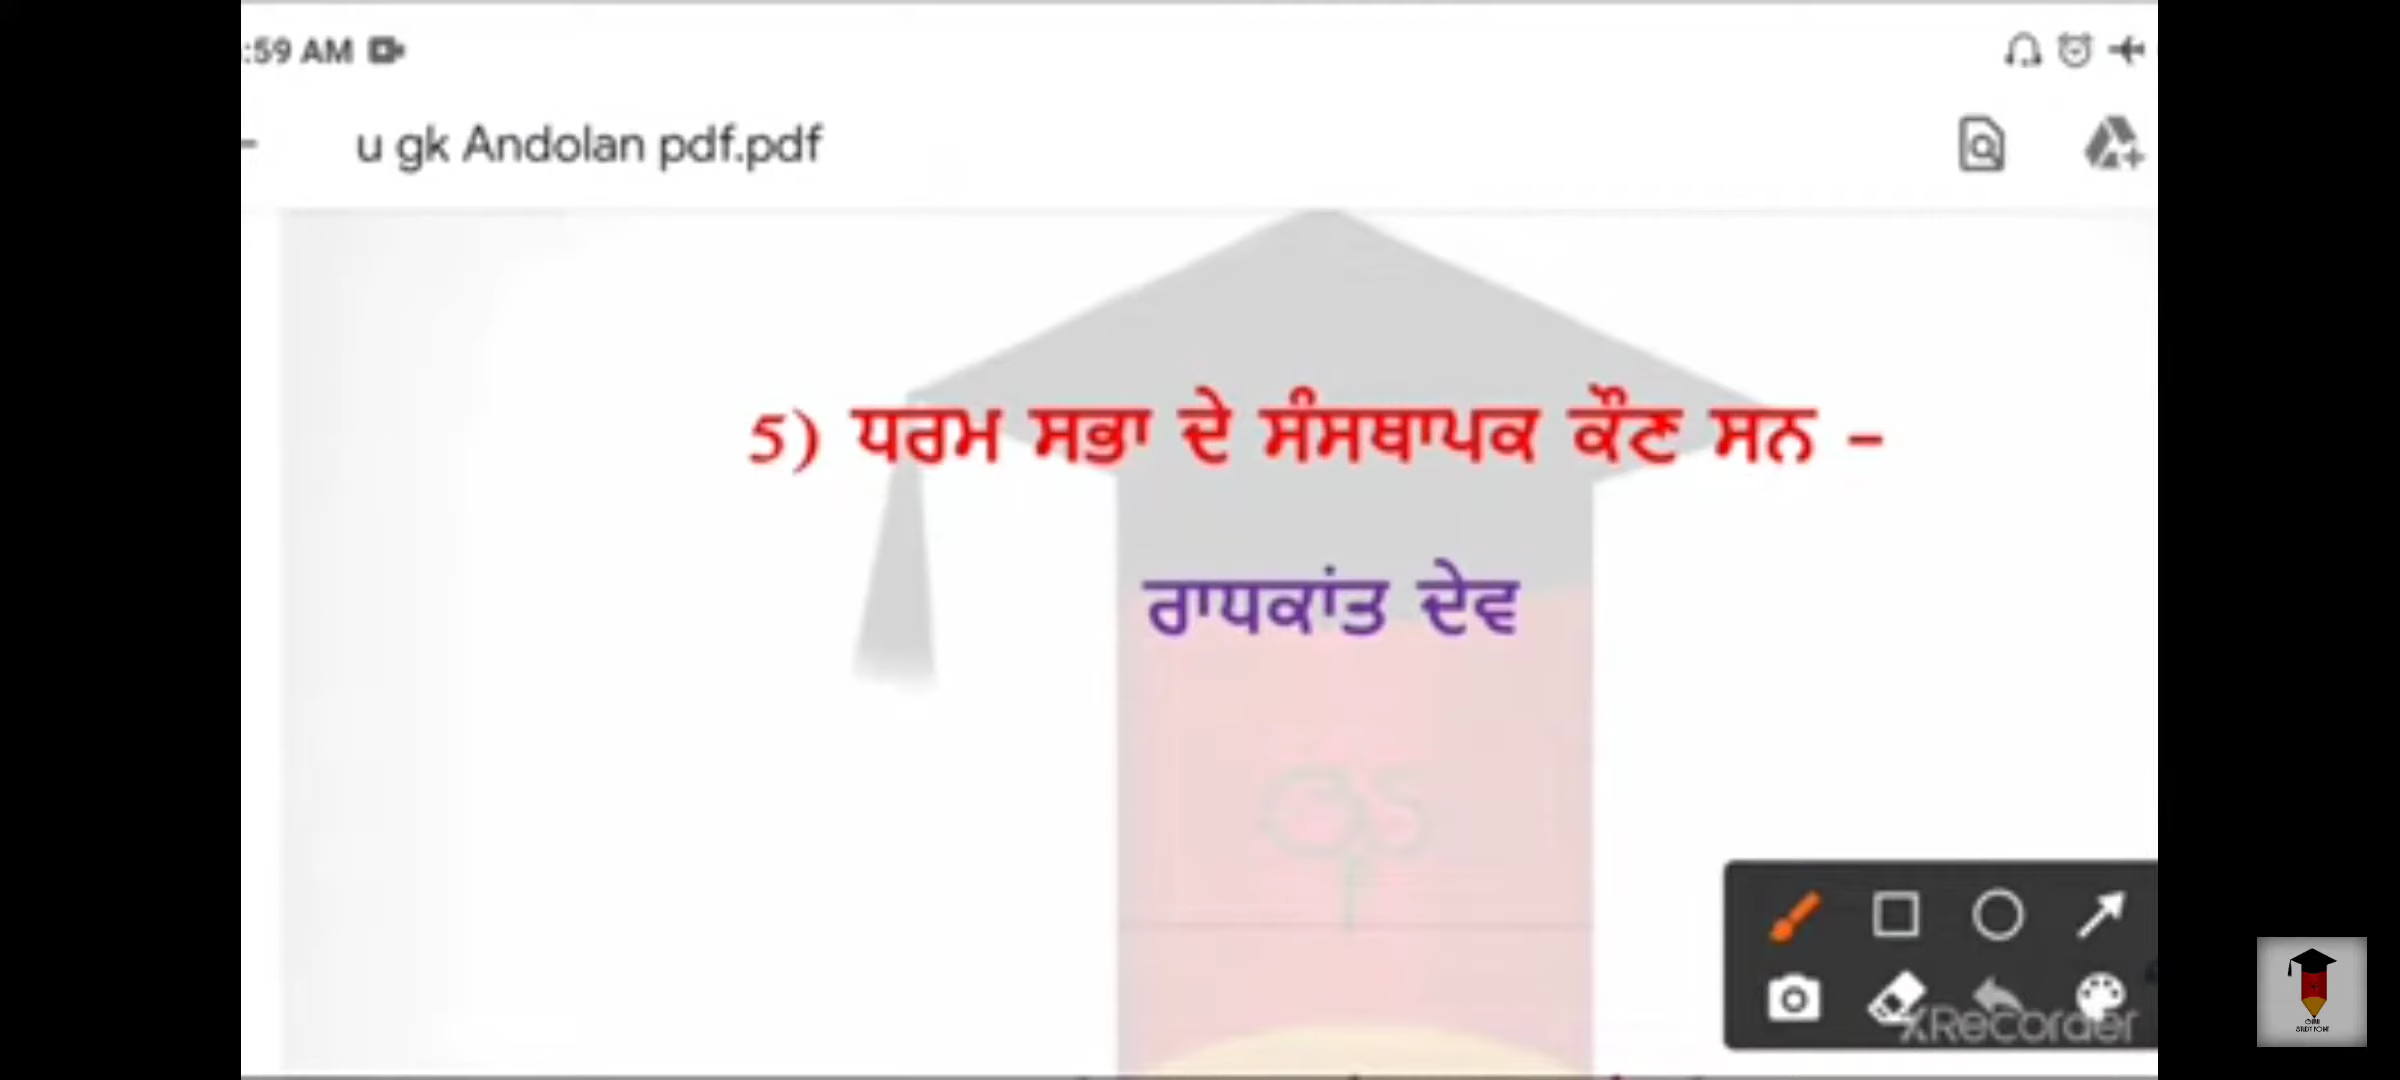 :59 AM
u gk Andolan pdf.pdf
5) ਧਰਮ ਸਭਾ ਦੇ ਸੰਸਥਾਪਕ ਕੌਣ ਸਨ –
ਰਾਧਕਾਂਤ ਦੇਵ
XRecorder